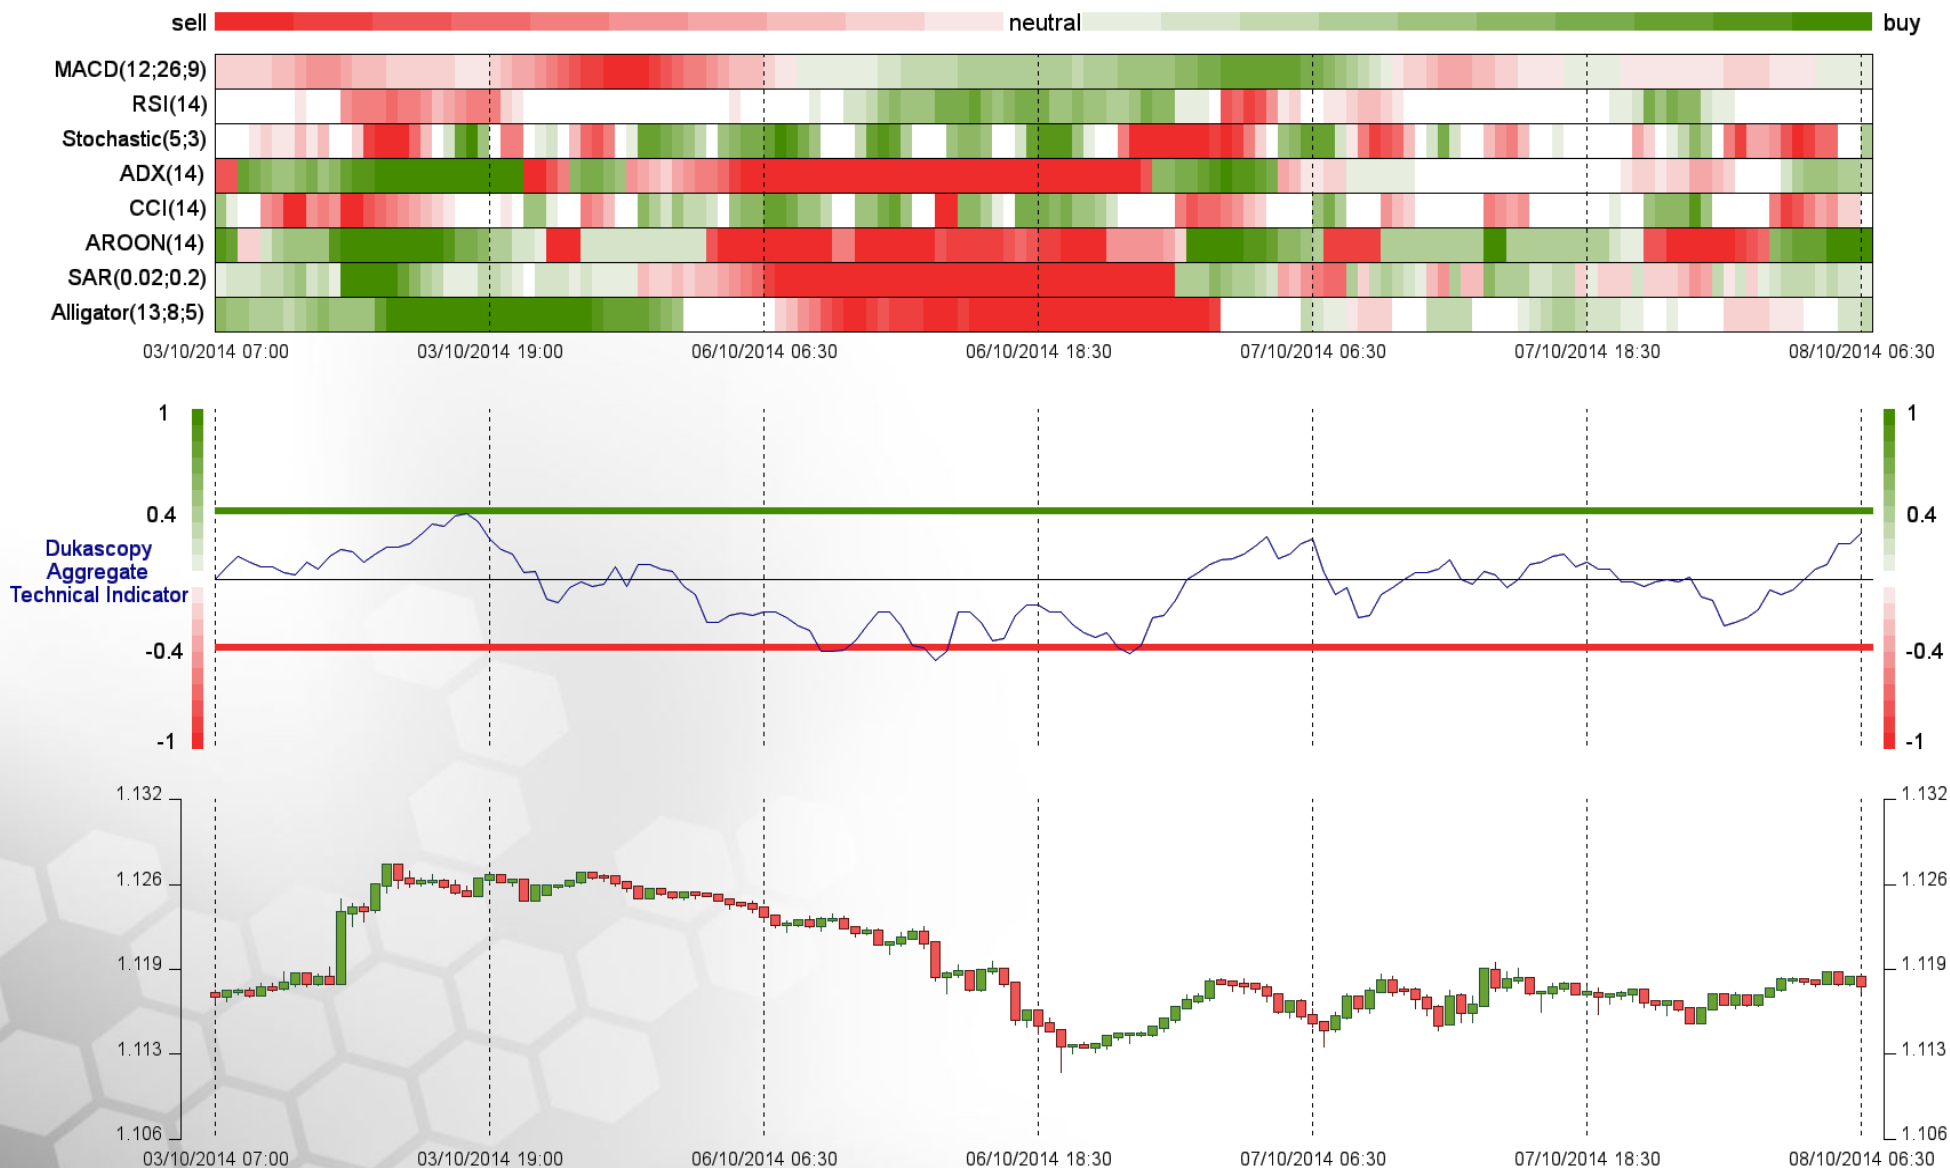 sell neutral buy
MACD(12;26;9)
RSI(14)
Stochastic(5;3)
ADX(14)
CCI(14)
AROON(14)
SAR(0.02;0.2)
Alligator(13;8;5)
03/10/2014 07:00 03/10/2014 19:00 06/10/2014 06:30 06/10/2014 18:30 07/10/2014 06:30 07/10/2014 18:30 08/10/2014 06:30
1 1
0.4 0.4
Dukascopy
Aggregate
Technical Indicator
-0.4 -0.4
-1 -1
1.132 1.132
1.126 1.126
1.119 1.119
1.113 1.113
1.106 1.106
03/10/2014 07:00 03/10/2014 19:00 06/10/2014 06:30 06/10/2014 18:30 07/10/2014 06:30 07/10/2014 18:30 08/10/2014 06:30